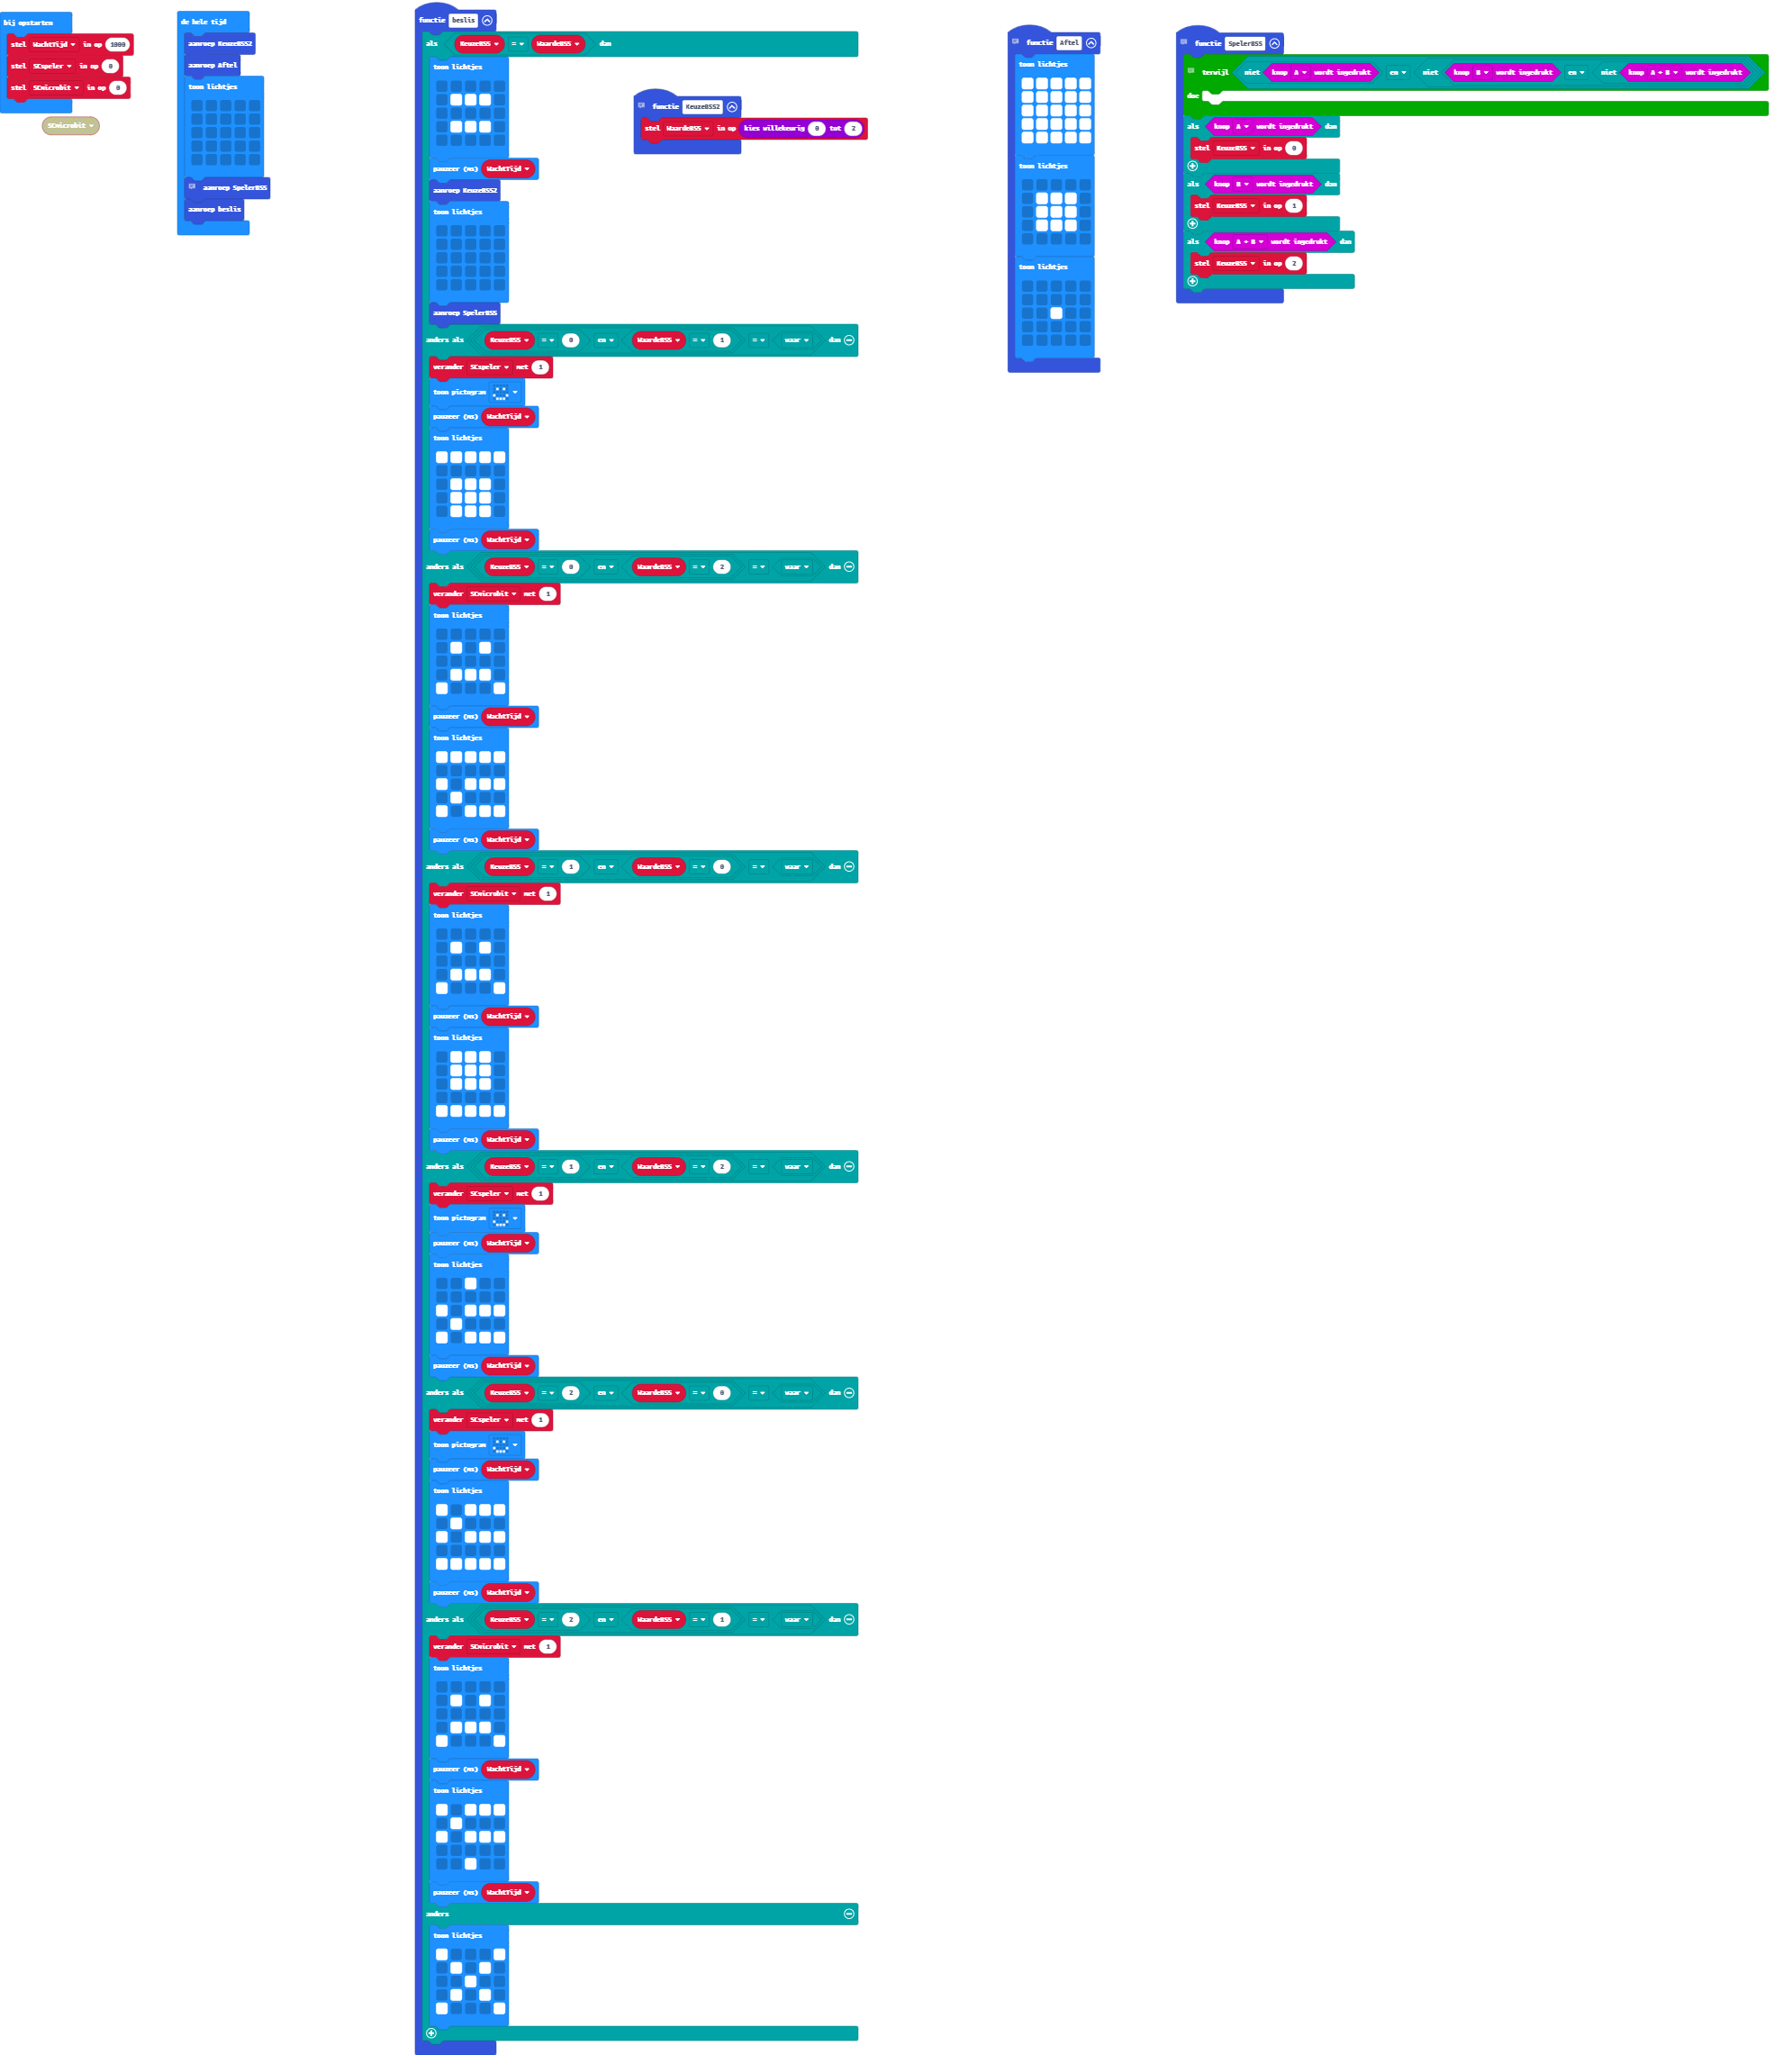 bij opstarten
stel WachtTijd in op 1000
stel SCspeler in op 0
stel SCmicrobit in op 0
SCmicrobit
de hele tijd
aanroep KeuzeBSS2
aanroep Aftel
toon lichtjes
aanroep SpelerBSS
aanroep beslis
functie beslis
als KeuzeBSS = WaardeBSS dan
toon lichtjes
pauzeer (ms) WachtTijd
aanroep KeuzeBSS2
toon lichtjes
aanroep SpelerBSS
anders als KeuzeBSS = 0 en WaardeBSS = 1 = waar dan
verander SCspeler met 1
toon pictogram
pauzeer (ms) WachtTijd
toon lichtjes
pauzeer (ms) WachtTijd
anders als KeuzeBSS = 0 en WaardeBSS = 2 = waar dan
verander SCmicrobit met 1
toon lichtjes
pauzeer (ms) WachtTijd
toon lichtjes
pauzeer (ms) WachtTijd
anders als KeuzeBSS = 1 en WaardeBSS = 0 = waar dan
verander SCmicrobit met 1
toon lichtjes
pauzeer (ms) WachtTijd
toon lichtjes
pauzeer (ms) WachtTijd
anders als KeuzeBSS = 1 en WaardeBSS = 2 = waar dan
verander SCspeler met 1
toon pictogram
pauzeer (ms) WachtTijd
toon lichtjes
pauzeer (ms) WachtTijd
anders als KeuzeBSS = 2 en WaardeBSS = 0 = waar dan
verander SCspeler met 1
toon pictogram
pauzeer (ms) WachtTijd
toon lichtjes
pauzeer (ms) WachtTijd
anders als KeuzeBSS = 2 en WaardeBSS = 1 = waar dan
verander SCmicrobit met 1
toon lichtjes
pauzeer (ms) WachtTijd
toon lichtjes
pauzeer (ms) WachtTijd
anders
toon lichtjes
functie KeuzeBSS2
stel WaardeBSS in op kies willekeurig 0 tot 2
functie Aftel
toon lichtjes
toon lichtjes
toon lichtjes
functie SpelerBSS
terwijl niet knop A wordt ingedrukt en niet knop B wordt ingedrukt en niet knop A + B wordt ingedrukt
doe
als knop A wordt ingedrukt dan
stel KeuzeBSS in op 0
als knop B wordt ingedrukt dan
stel KeuzeBSS in op 1
als knop A + B wordt ingedrukt dan
stel KeuzeBSS in op 2